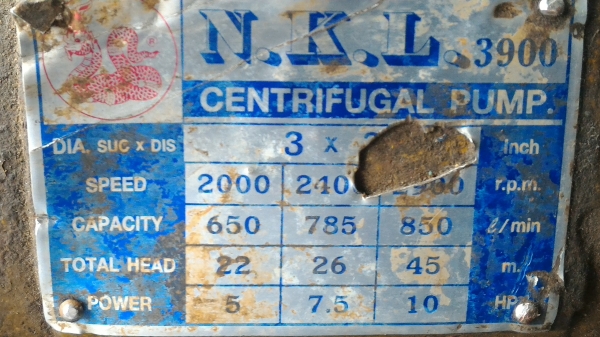 N.K.L. 3900
CENTRIFUGAL PUMP.
DIA. SUC x DIS 3 x Inch
SPEED 2000 240 r.p.m.
CAPACITY 650 785 850 ℓ/min
TOTAL HEAD 22 26 45 m.
POWER 5 7.5 10 HP